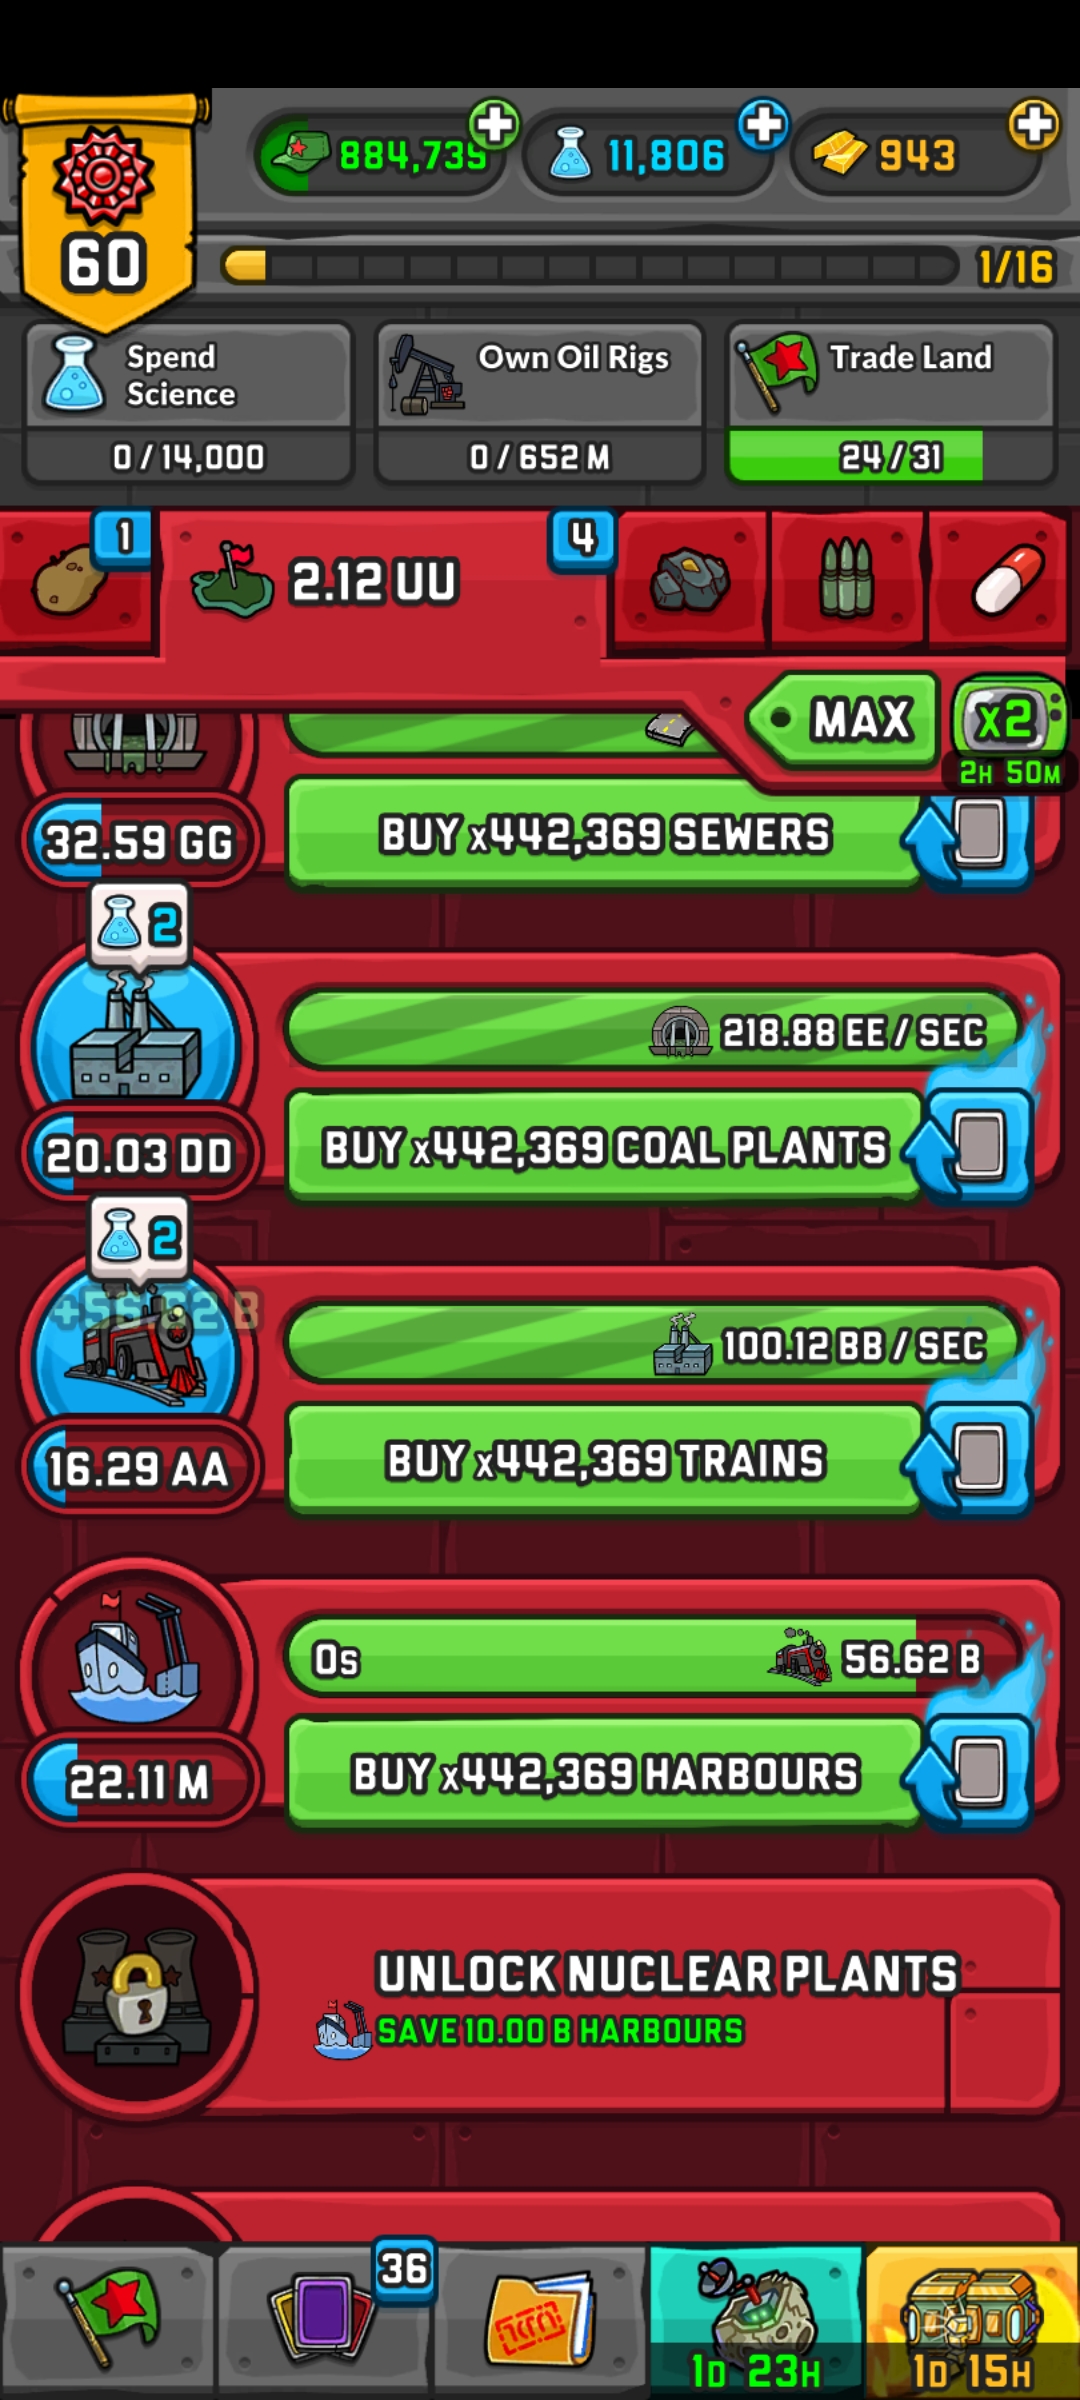 884,739
11,806
943
60
1/16
Spend
Science
Own Oil Rigs
Trade Land
0 / 14,000
0 / 652 M
24 / 31
1
2.12 UU
4
MAX
x2
2H 50M
32.59 GG
BUY x442,369 SEWERS
2
218.88 EE / SEC
20.03 DD
BUY x442,369 COAL PLANTS
2
+56.62 B
100.12 BB / SEC
16.29 AA
BUY x442,369 TRAINS
0s
56.62 B
22.11 M
BUY x442,369 HARBOURS
UNLOCK NUCLEAR PLANTS
SAVE 10.00 B HARBOURS
36
1D 23H
1D 15H